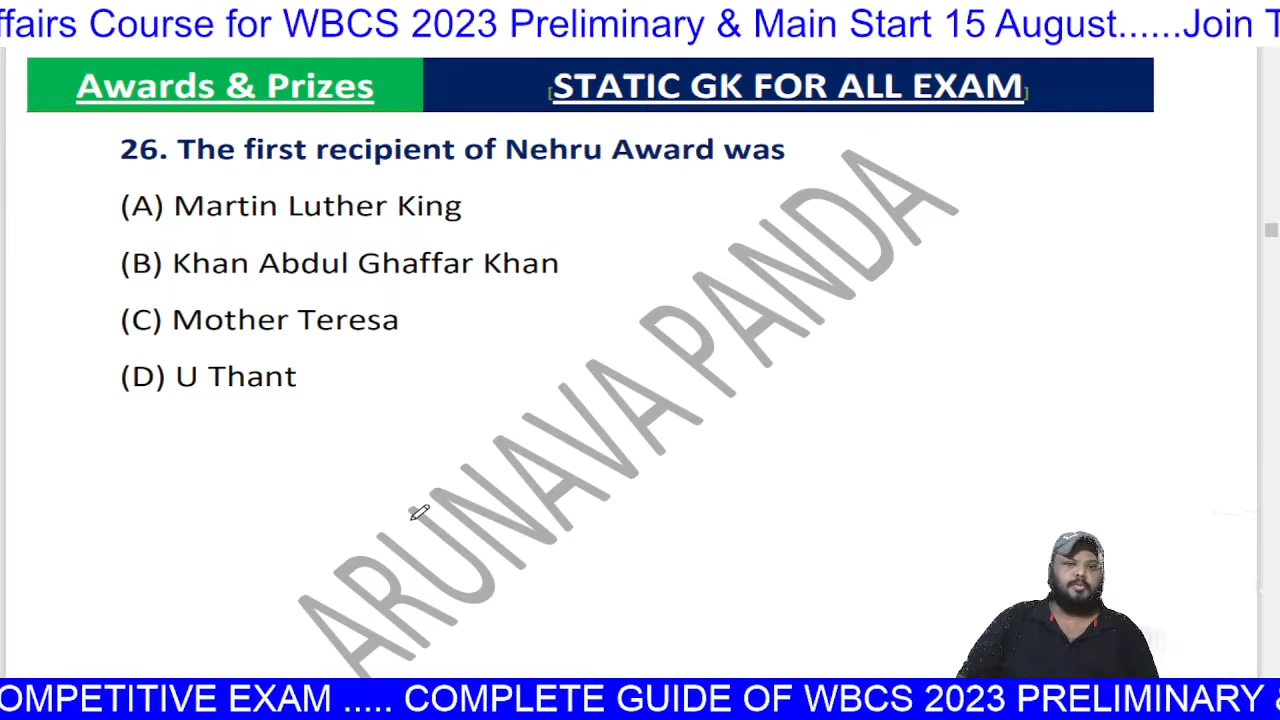 ffairs Course for WBCS 2023 Preliminary & Main Start 15 August......Join T
Awards & Prizes
[STATIC GK FOR ALL EXAM]
26. The first recipient of Nehru Award was
(A) Martin Luther King
(B) Khan Abdul Ghaffar Khan
(C) Mother Teresa
(D) U Thant
ARUNAVA PANDA
OMPETITIVE EXAM ..... COMPLETE GUIDE OF WBCS 2023 PRELIMINARY &